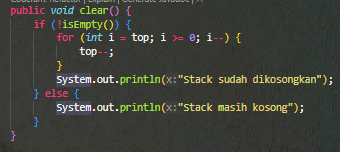 public void clear() {
if (!isEmpty()) {
for (int i = top; i >= 0; i--) {
top--;
}
System.out.println(x:"Stack sudah dikosongkan");
} else {
System.out.println(x:"Stack masih kosong");
}
}